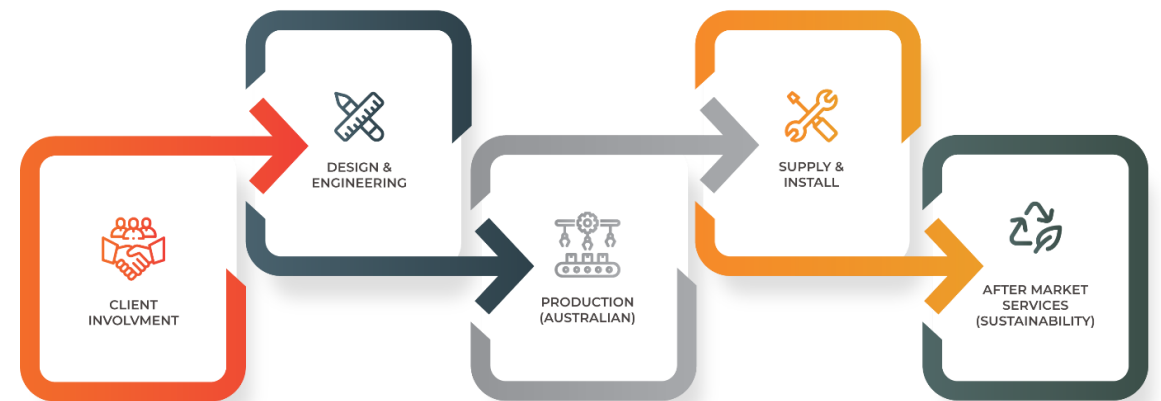 CLIENT
INVOLVMENT
DESIGN &
ENGINEERING
PRODUCTION
(AUSTRALIAN)
SUPPLY &
INSTALL
AFTER MARKET
SERVICES
(SUSTAINABILITY)